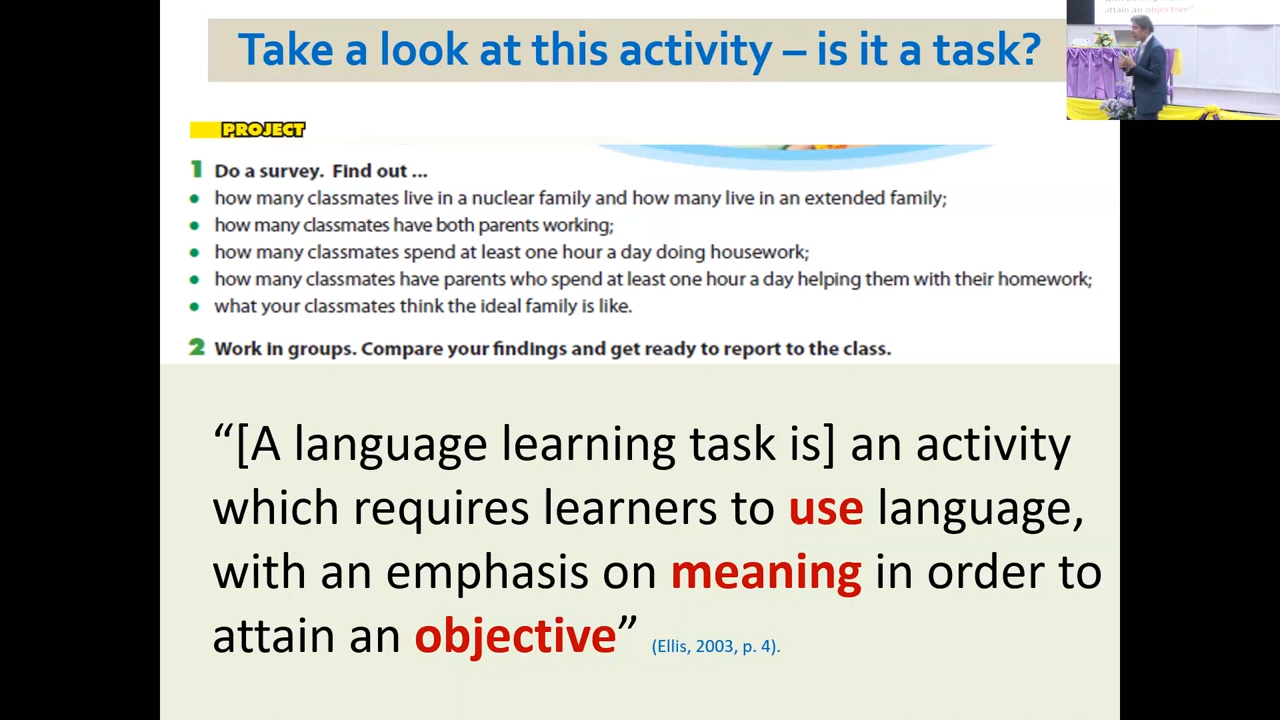 Take a look at this activity – is it a task?
attain an objective”
PROJECT
1 Do a survey. Find out ...
• how many classmates live in a nuclear family and how many live in an extended family;
• how many classmates have both parents working;
• how many classmates spend at least one hour a day doing housework;
• how many classmates have parents who spend at least one hour a day helping them with their homework;
• what your classmates think the ideal family is like.
2 Work in groups. Compare your findings and get ready to report to the class.
“[A language learning task is] an activity
which requires learners to use language,
with an emphasis on meaning in order to
attain an objective” (Ellis, 2003, p. 4).